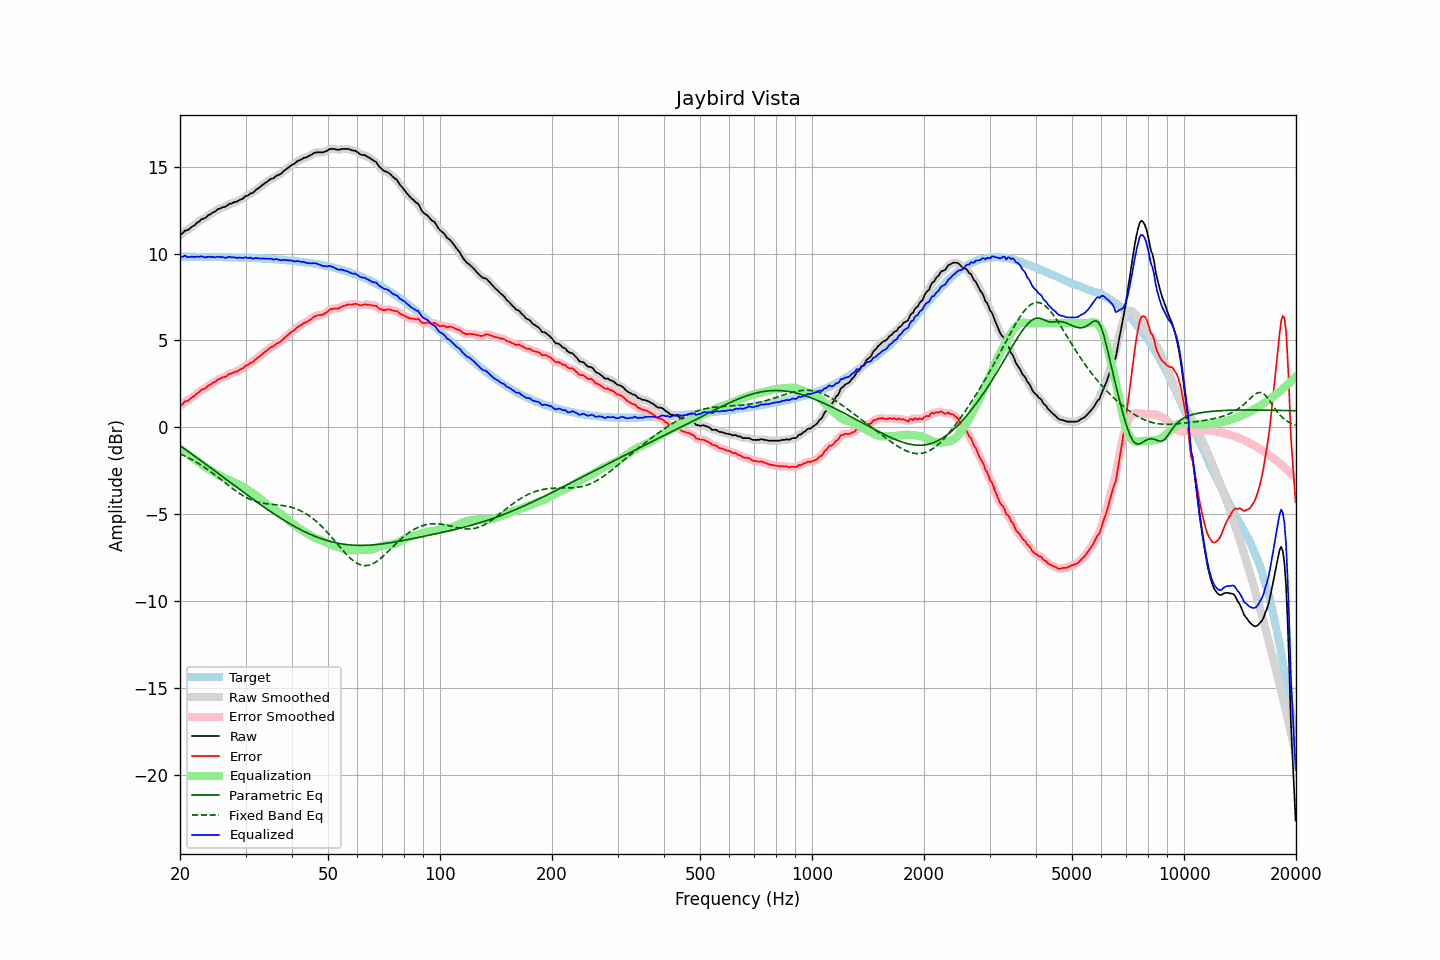 Jaybird Vista
Amplitude (dBr)
15
10
5
0
−5
−10
−15
−20
Target
Raw Smoothed
Error Smoothed
Raw
Error
Equalization
Parametric Eq
Fixed Band Eq
Equalized
20 50 100 200 500 1000 2000 5000 10000 20000
Frequency (Hz)